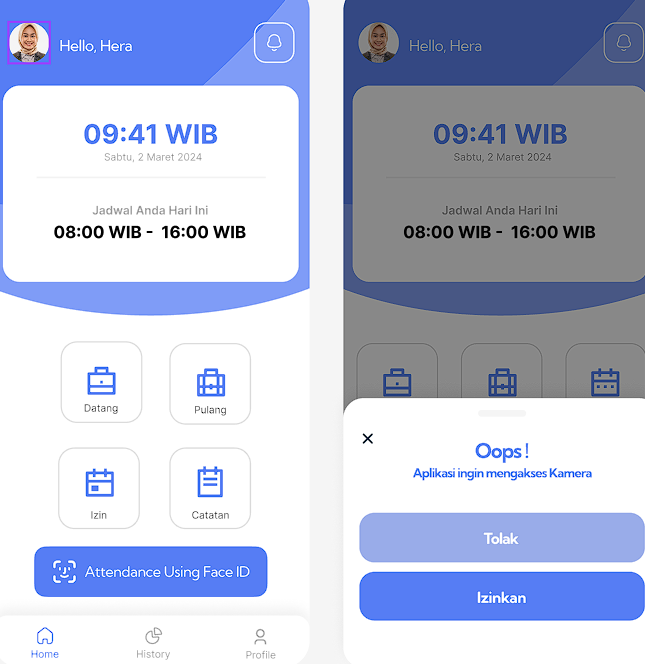 Hello, Hera
09:41 WIB
Sabtu, 2 Maret 2024
Jadwal Anda Hari Ini
08:00 WIB - 16:00 WIB
Datang
Pulang
Izin
Catatan
Attendance Using Face ID
Home
History
Profile
Hello, Hera
09:41 WIB
Sabtu, 2 Maret 2024
Jadwal Anda Hari Ini
08:00 WIB - 16:00 WIB
Oops !
Aplikasi ingin mengakses Kamera
Tolak
Izinkan